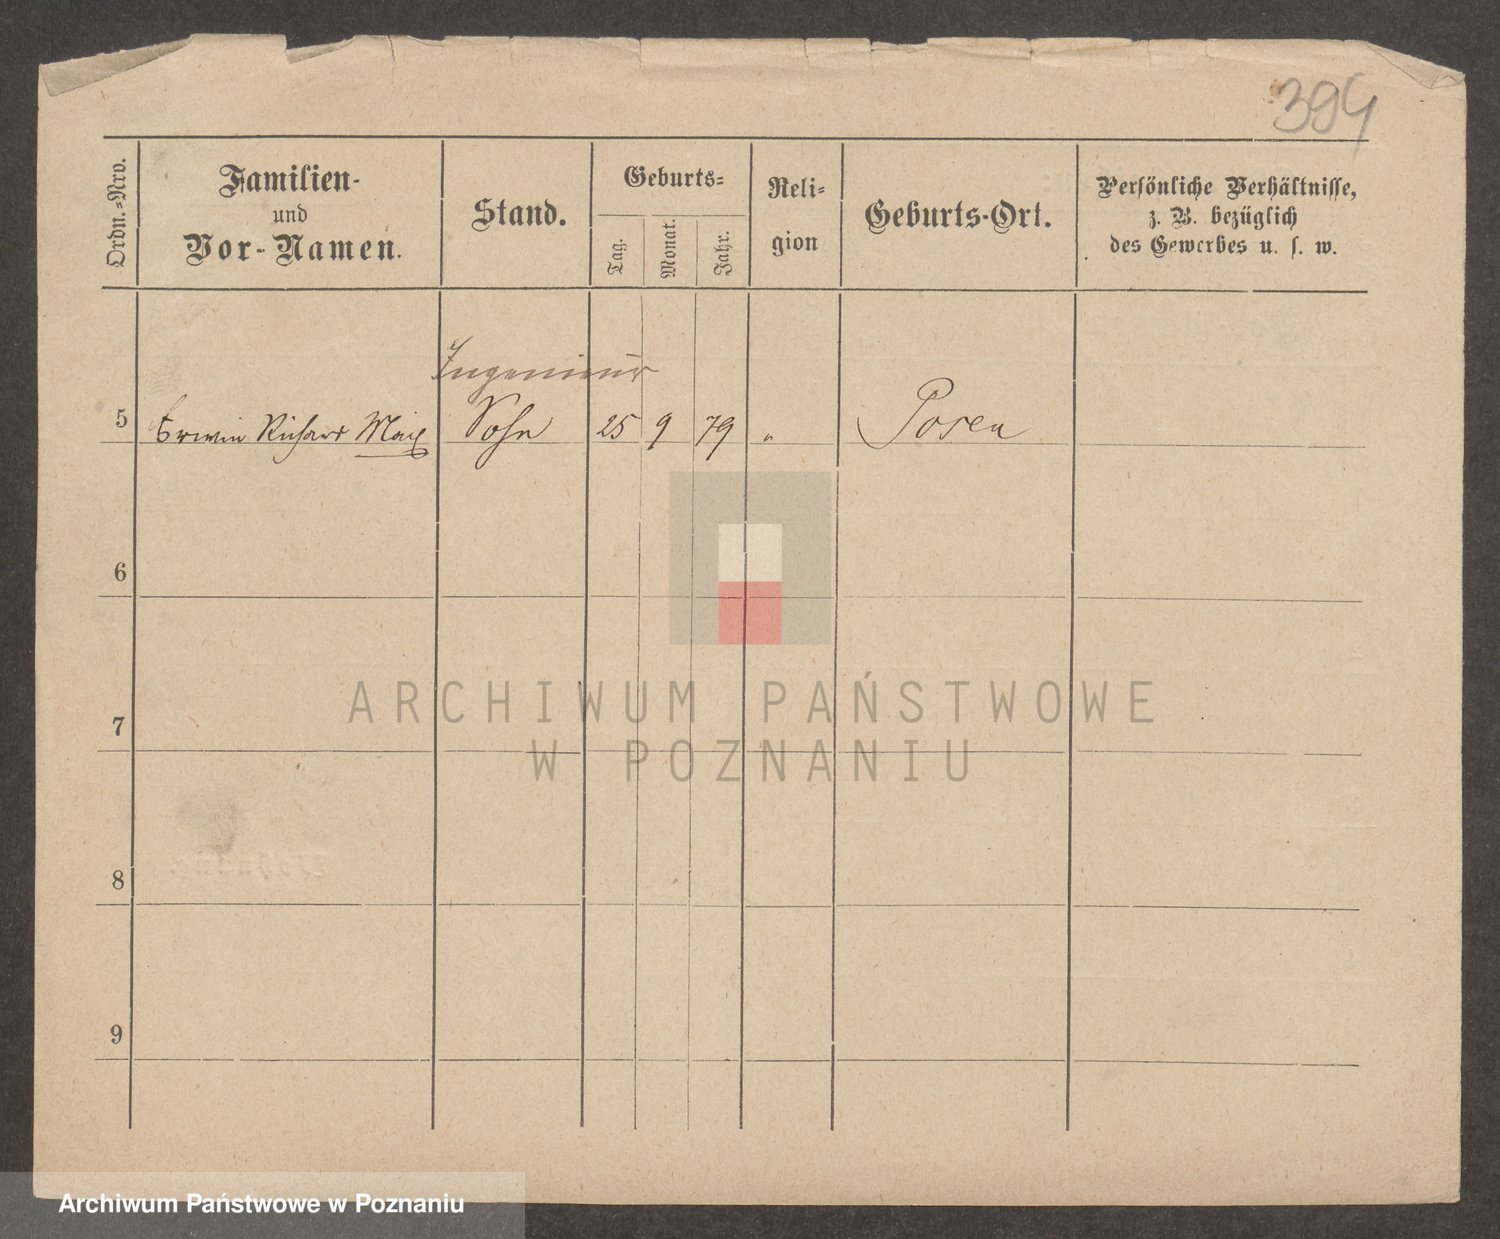 394
Ordn.-Nro.
Familien-
und
Vor-Namen.
Stand.
Geburts-
Tag.
Monat.
Jahr.
Reli-
gion
Geburts-Ort.
Persönliche Verhältnisse,
z. B. bezüglich
des Gewerbes u. s. w.
Ingenieur
5 Erwin Richard Max Sohn 25 9 79 " Posen
6
7
8
9
ARCHIWUM PAŃSTWOWE
W POZNANIU
Archiwum Państwowe w Poznaniu